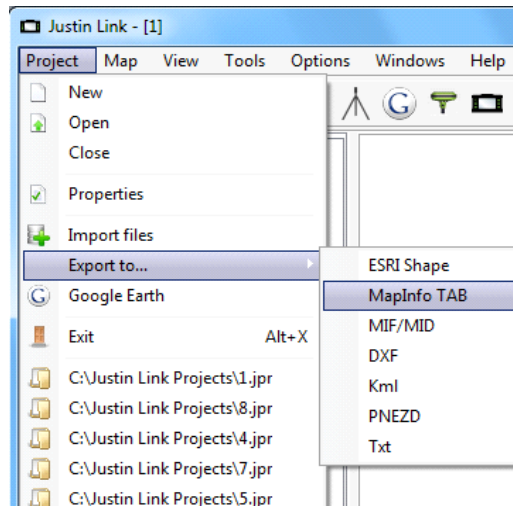 Justin Link - [1]
Project Map View Tools Options Windows Help
New
Open
Close
Properties
Import files
Export to...
ESRI Shape
Google Earth
MapInfo TAB
MIF/MID
Exit Alt+X
DXF
C:\Justin Link Projects\1.jpr
Kml
C:\Justin Link Projects\8.jpr
PNEZD
C:\Justin Link Projects\4.jpr
Txt
C:\Justin Link Projects\7.jpr
C:\Justin Link Projects\5.jpr